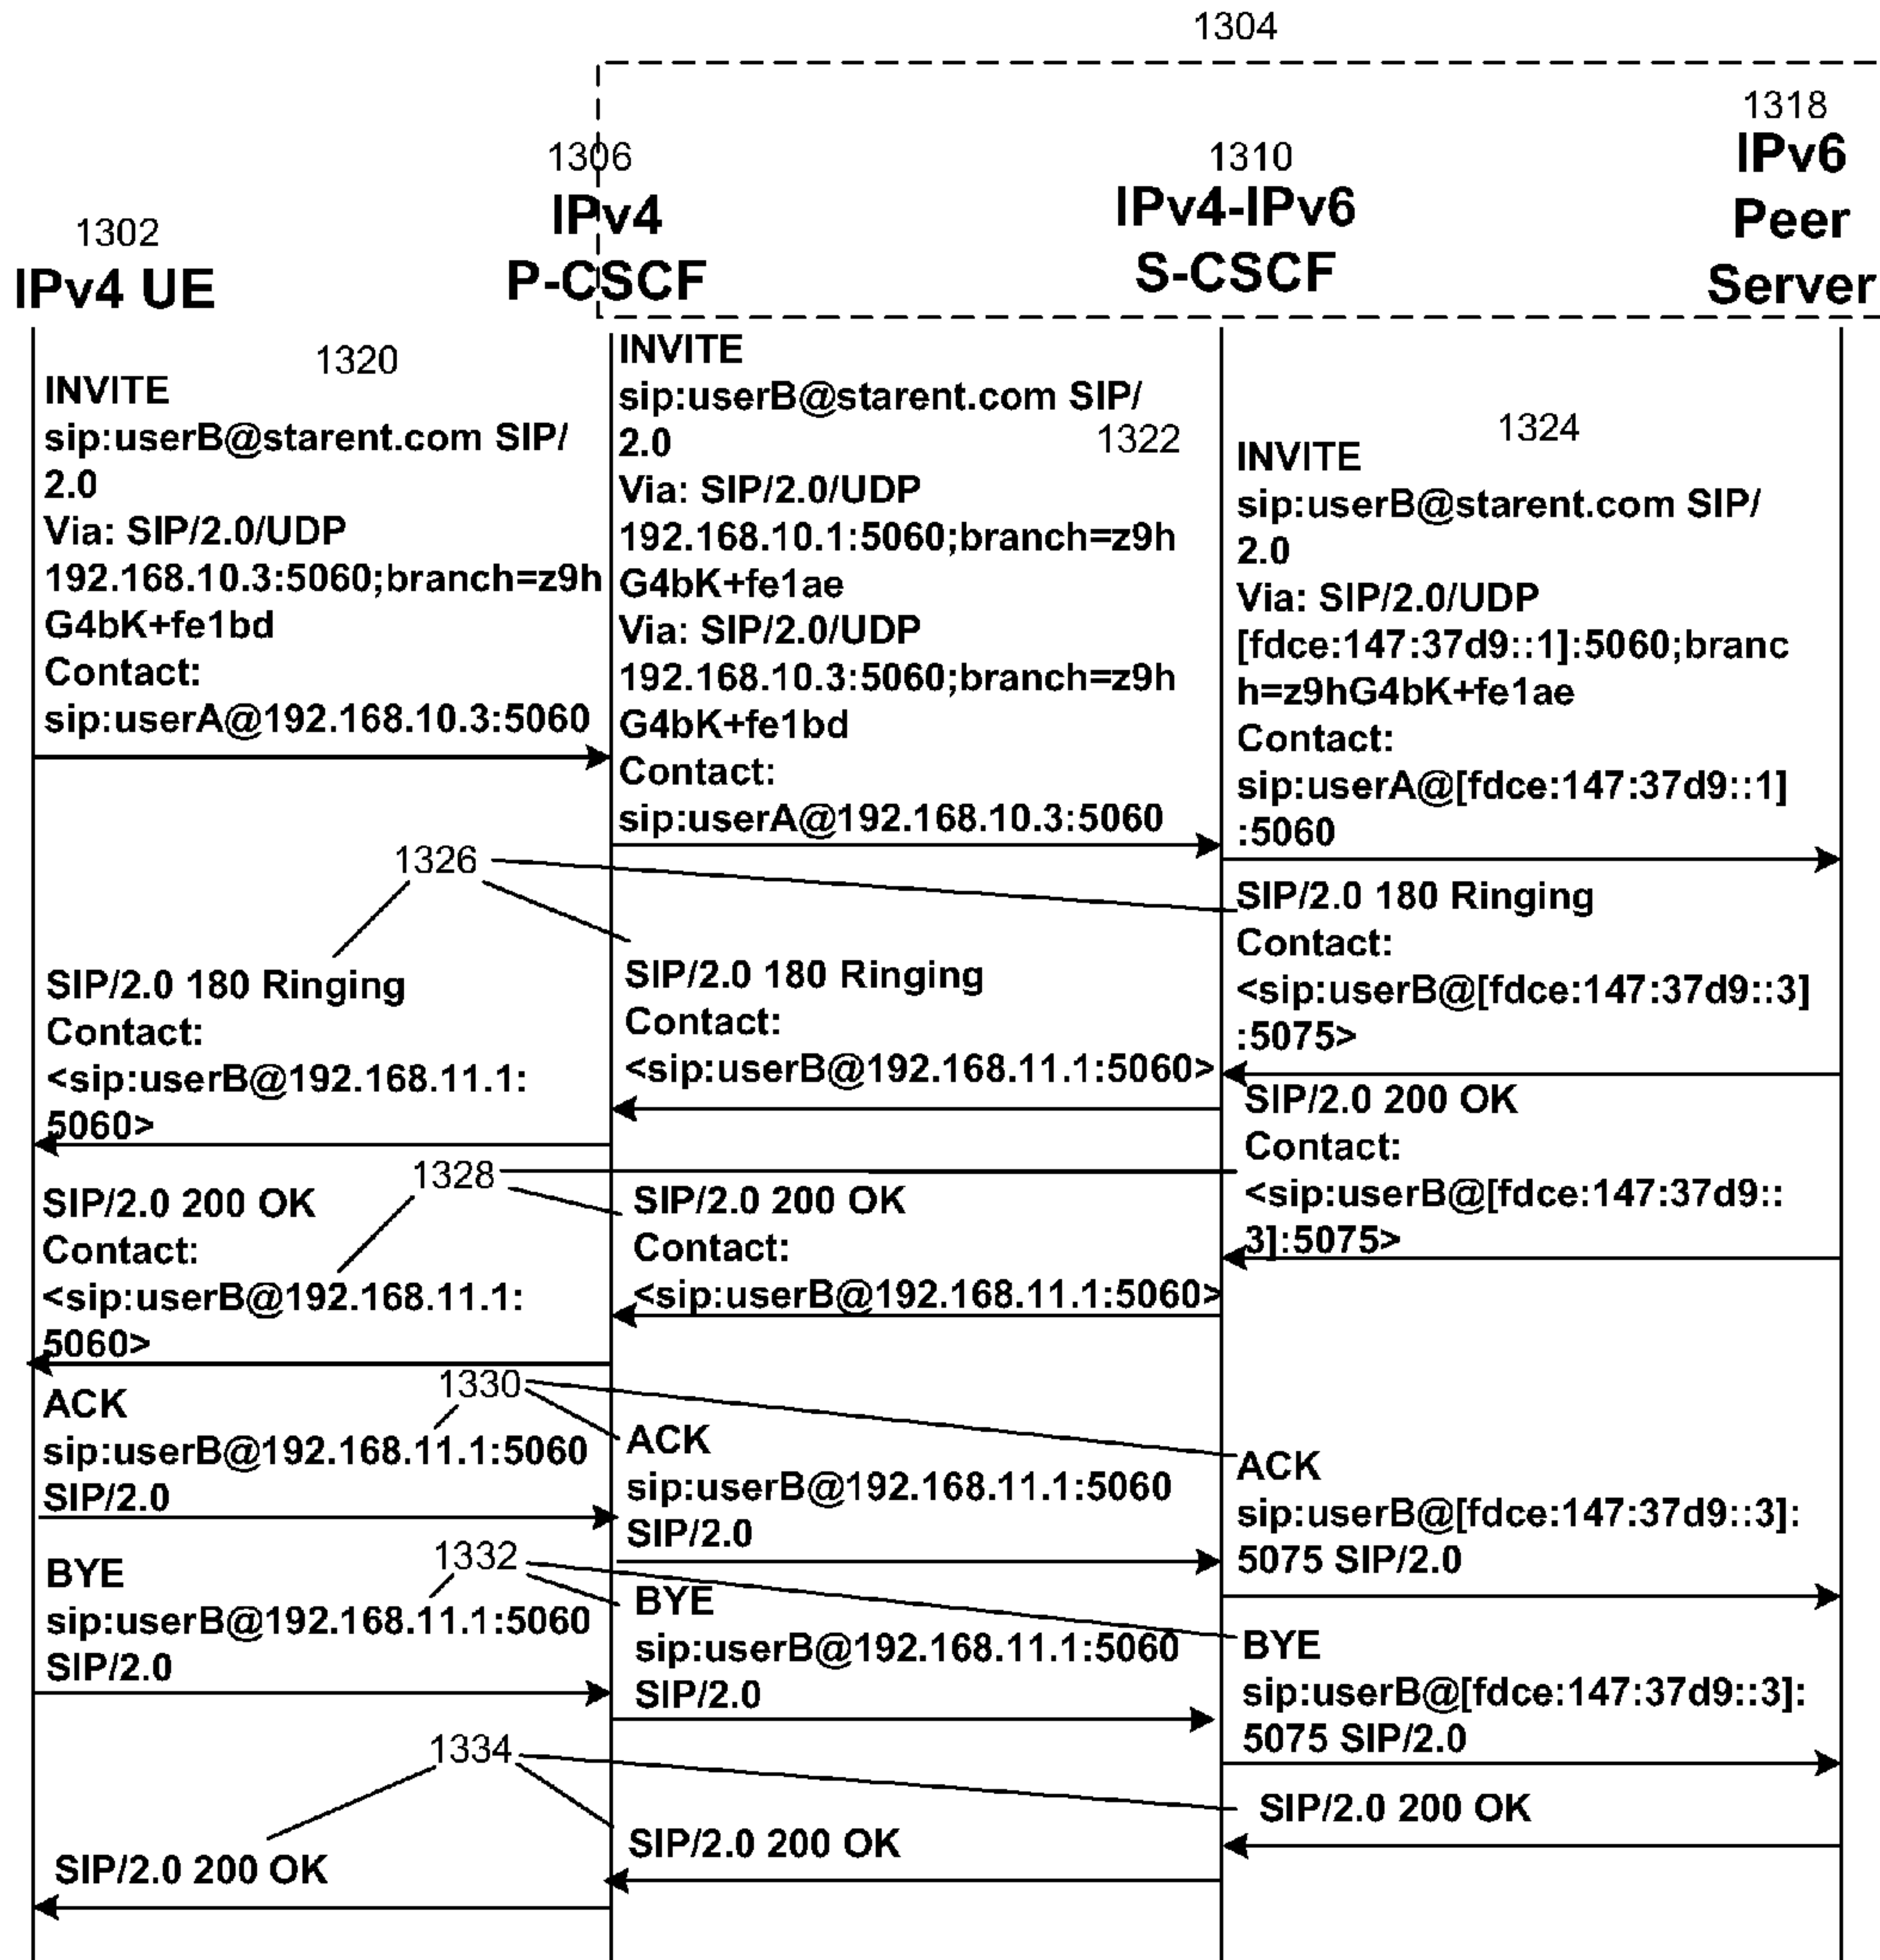 1304
1318
IPv6
Peer
Server
1306
IPv4
P-CSCF
1310
IPv4-IPv6
S-CSCF
1302
IPv4 UE
1320
INVITE
sip:userB@starent.com SIP/
2.0
Via: SIP/2.0/UDP
192.168.10.3:5060;branch=z9h
G4bK+fe1bd
Contact:
sip:userA@192.168.10.3:5060
INVITE
sip:userB@starent.com SIP/
2.0
1322
Via: SIP/2.0/UDP
192.168.10.1:5060;branch=z9h
G4bK+fe1ae
Via: SIP/2.0/UDP
192.168.10.3:5060;branch=z9h
G4bK+fe1bd
Contact:
sip:userA@192.168.10.3:5060
1324
INVITE
sip:userB@starent.com SIP/
2.0
Via: SIP/2.0/UDP
[fdce:147:37d9::1]:5060;branc
h=z9hG4bK+fe1ae
Contact:
sip:userA@[fdce:147:37d9::1]
:5060
1326
SIP/2.0 180 Ringing
Contact:
<sip:userB@[fdce:147:37d9::3]
:5075>
SIP/2.0 180 Ringing
Contact:
<sip:userB@192.168.11.1:5060>
SIP/2.0 180 Ringing
Contact:
<sip:userB@192.168.11.1:
5060>
1328
SIP/2.0 200 OK
Contact:
<sip:userB@[fdce:147:37d9::
3]:5075>
SIP/2.0 200 OK
Contact:
<sip:userB@192.168.11.1:5060>
SIP/2.0 200 OK
Contact:
<sip:userB@192.168.11.1:
5060>
1330
ACK
sip:userB@192.168.11.1:5060
SIP/2.0
ACK
sip:userB@192.168.11.1:5060
SIP/2.0
ACK
sip:userB@[fdce:147:37d9::3]:
5075 SIP/2.0
1332
BYE
sip:userB@192.168.11.1:5060
SIP/2.0
BYE
sip:userB@192.168.11.1:5060
SIP/2.0
BYE
sip:userB@[fdce:147:37d9::3]:
5075 SIP/2.0
1334
SIP/2.0 200 OK
SIP/2.0 200 OK
SIP/2.0 200 OK